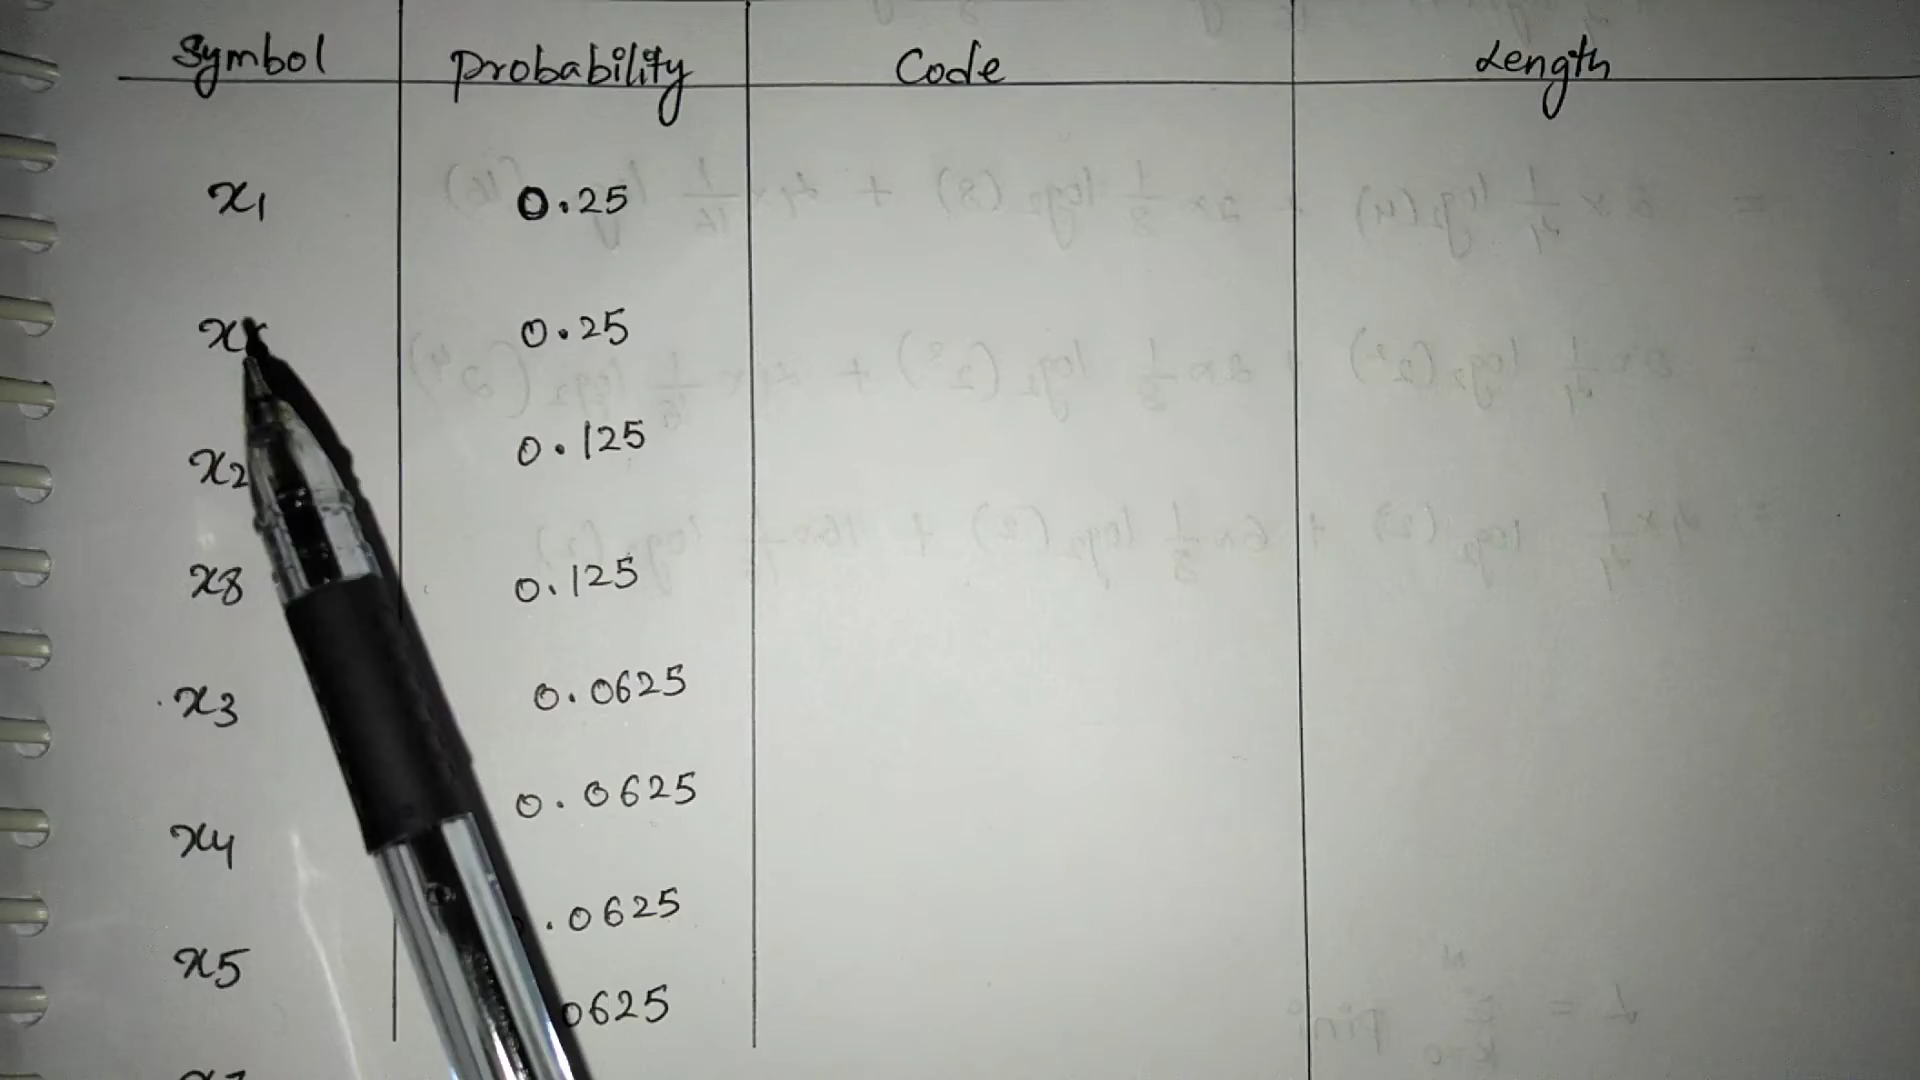 Symbol Probability Code Length
x1 0.25
x 0.25
x2 0.125
x8 0.125
x3 0.0625
x4 0.0625
x5 .0625
0625